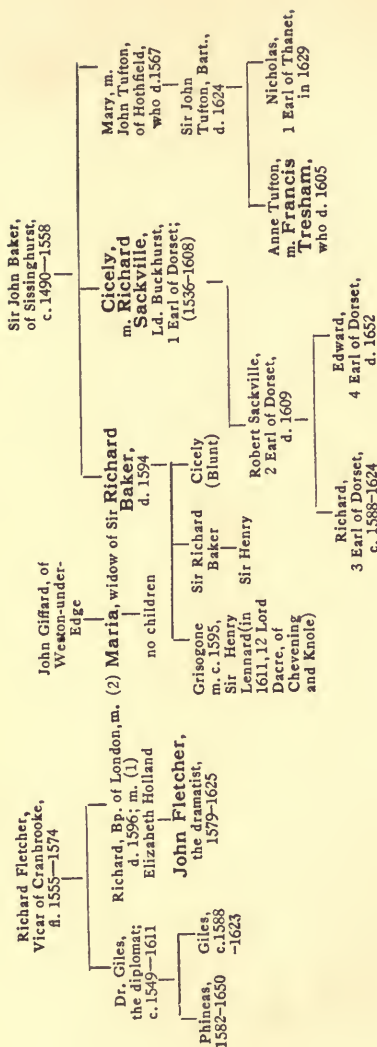 Richard Fletcher,
Vicar of Cranbrooke,
fl. 1555—1574
Dr. Giles,
the diplomat;
c. 1549—1611
Phineas,
1582-1650
Giles,
c.1588
-1623
Richard, Bp. of London, m. (2) Maria, widow of Sir Richard
d. 1596; m. (1)
Elizabeth Holland
John Fletcher,
the dramatist,
1579-1625
John Giffard, of
Weston-under-
Edge
no children
Sir John Baker,
of Sissinghurst,
c. 1490—1558
Baker,
d. 1594
Grisogone
m. c. 1595,
Sir Henry
Lennard (in
1611, 12 Lord
Dacre, of
Chevening
and Knole)
Sir Richard
Baker
Sir Henry
Cicely
(Blunt)
Cicely,
m. Richard
Sackville,
Ld. Buckhurst,
1 Earl of Dorset;
(1536-1608)
Robert Sackville,
2 Earl of Dorset,
d. 1609
Richard,
3 Earl of Dorset,
c. 1588-1624
Edward,
4 Earl of Dorset,
d. 1652
Mary, m.
John Tufton,
of Hothfield,
who d.1567
Sir John
Tufton, Bart.,
d. 1624
Anne Tufton,
m. Francis
Tresham,
who d. 1605
Nicholas,
1 Earl of Thanet,
in 1629